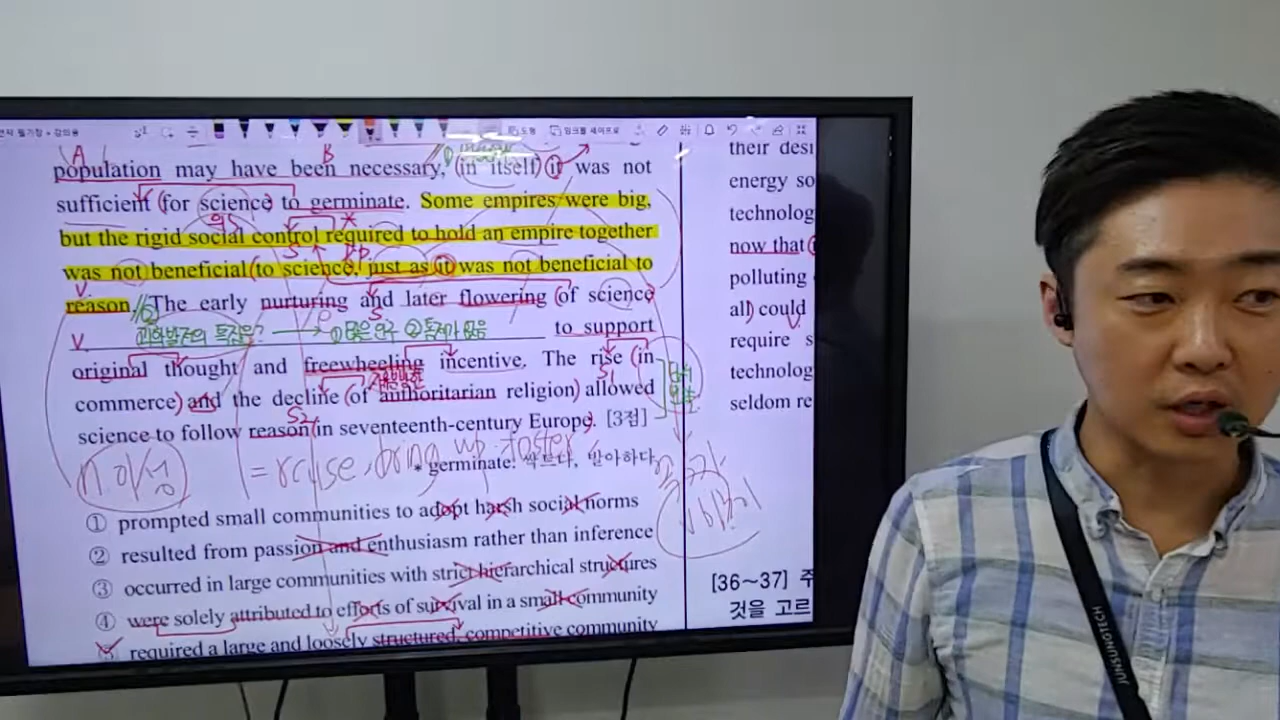 population may have been necessary, (in itself) it was not
sufficient (for science) to germinate. Some empires were big,
but the rigid social control required to hold an empire together
was not beneficial (to science, just as it was not beneficial to
reason. The early nurturing and later flowering of science
to support
original thought and freewheeling incentive. The rise (in
commerce) and the decline (of authoritarian religion) allowed
science to follow reason (in seventeenth-century Europe). [3점]
n 이성
= raise, bring up, foster
* germinate: 싹트다, 발아하다
① prompted small communities to adopt harsh social norms
② resulted from passion and enthusiasm rather than inference
③ occurred in large communities with strict hierarchical structures
④ were solely attributed to efforts of survival in a small community
required a large and loosely structured, competitive community
their desi
energy so
technolog
now that
polluting
all) could
require s
technolog
seldom re
[36~37] 주
것을 고르
JUNSUNGTECH